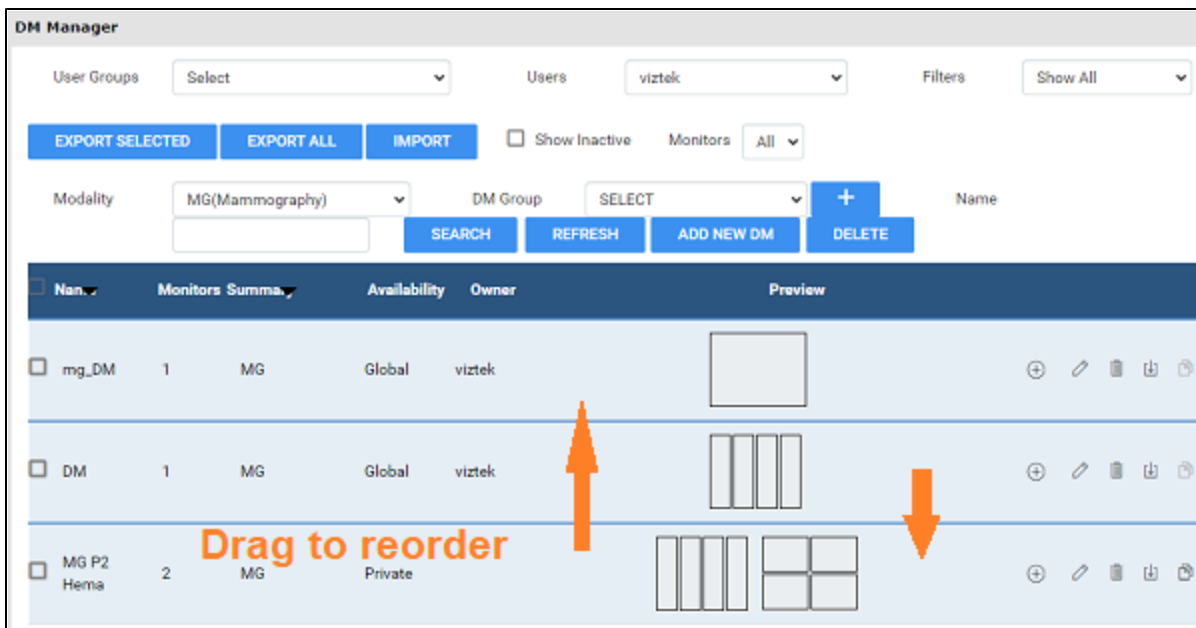 DM Manager
User Groups Select Users viztek Filters Show All
EXPORT SELECTED EXPORT ALL IMPORT Show Inactive Monitors All
Modality MG(Mammography) DM Group SELECT + Name
SEARCH REFRESH ADD NEW DM DELETE
Monitors Availability Owner Preview
mg_DM 1 MG Global viztek
DM 1 MG Global viztek
Drag to reorder
MG P2 Hema 2 MG Private